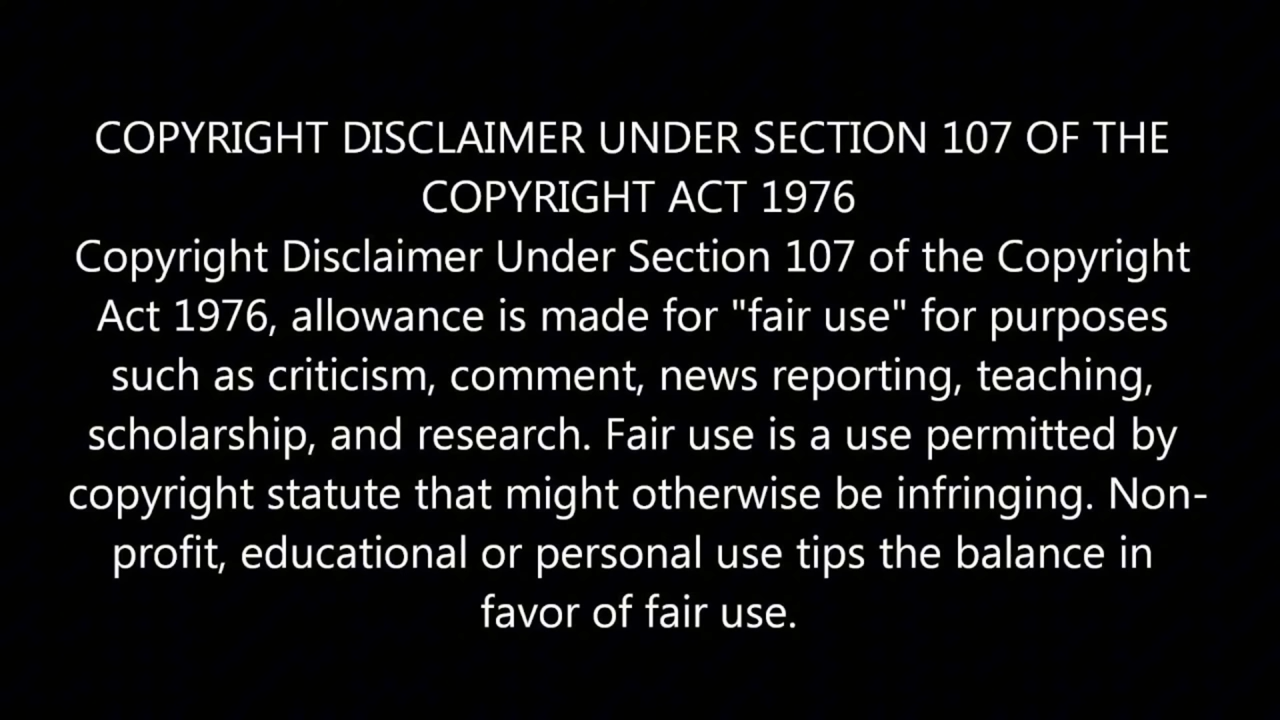 COPYRIGHT DISCLAIMER UNDER SECTION 107 OF THE
COPYRIGHT ACT 1976
Copyright Disclaimer Under Section 107 of the Copyright
Act 1976, allowance is made for "fair use" for purposes
such as criticism, comment, news reporting, teaching,
scholarship, and research. Fair use is a use permitted by
copyright statute that might otherwise be infringing. Non-
profit, educational or personal use tips the balance in
favor of fair use.